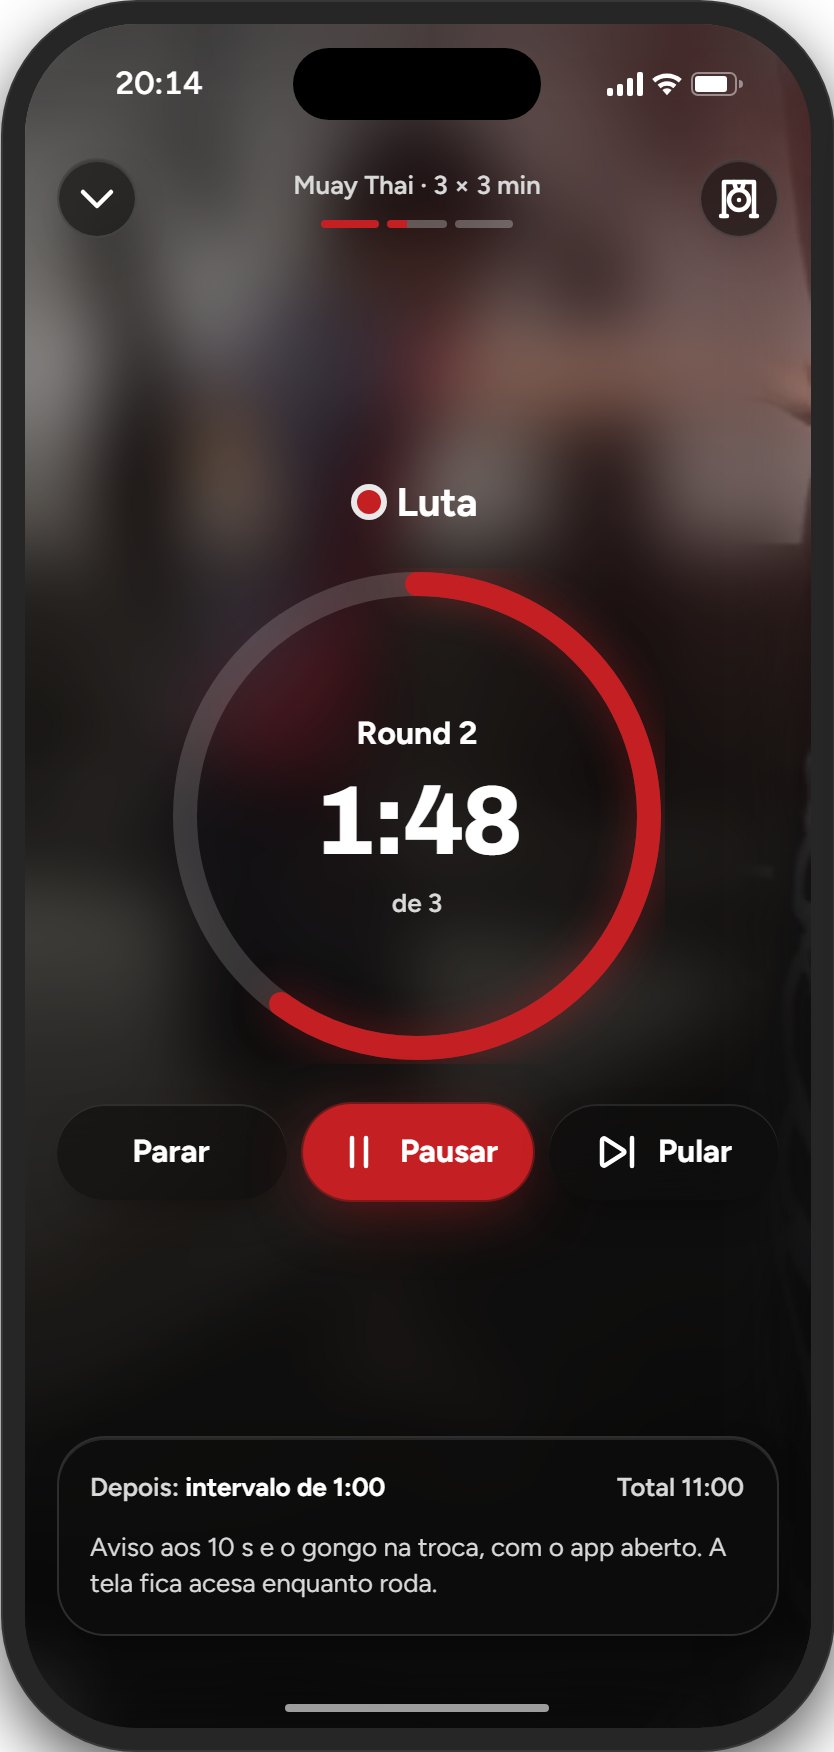 20:14
Muay Thai · 3 × 3 min
Luta
Round 2
1:48
de 3
Parar
Pausar
Pular
Depois: intervalo de 1:00
Total 11:00
Aviso aos 10 s e o gongo na troca, com o app aberto. A
tela fica acesa enquanto roda.